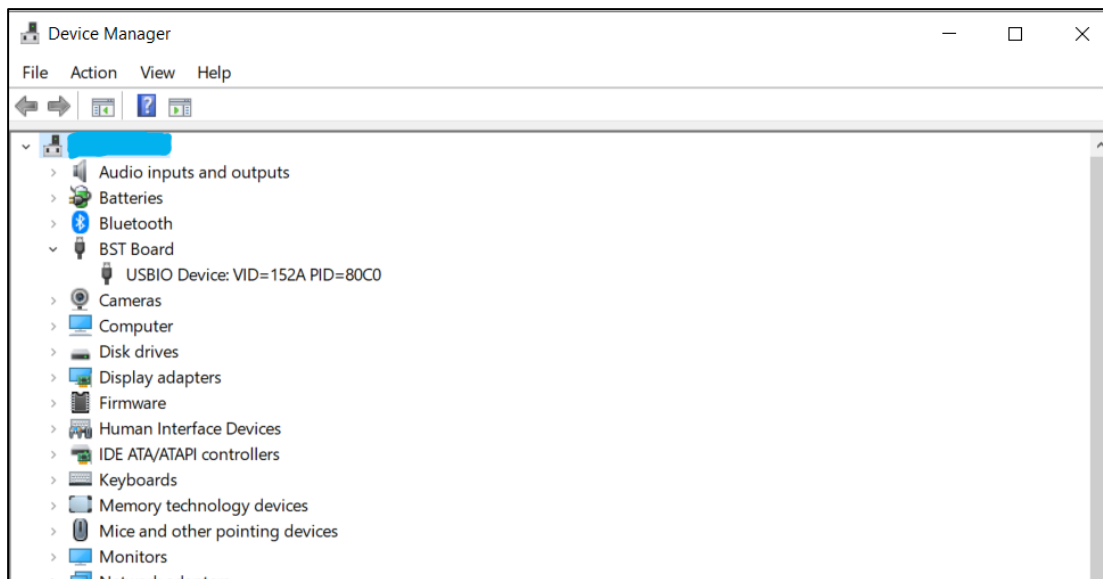 Device Manager
File Action View Help
Audio inputs and outputs
Batteries
Bluetooth
BST Board
USBIO Device: VID=152A PID=80C0
Cameras
Computer
Disk drives
Display adapters
Firmware
Human Interface Devices
IDE ATA/ATAPI controllers
Keyboards
Memory technology devices
Mice and other pointing devices
Monitors